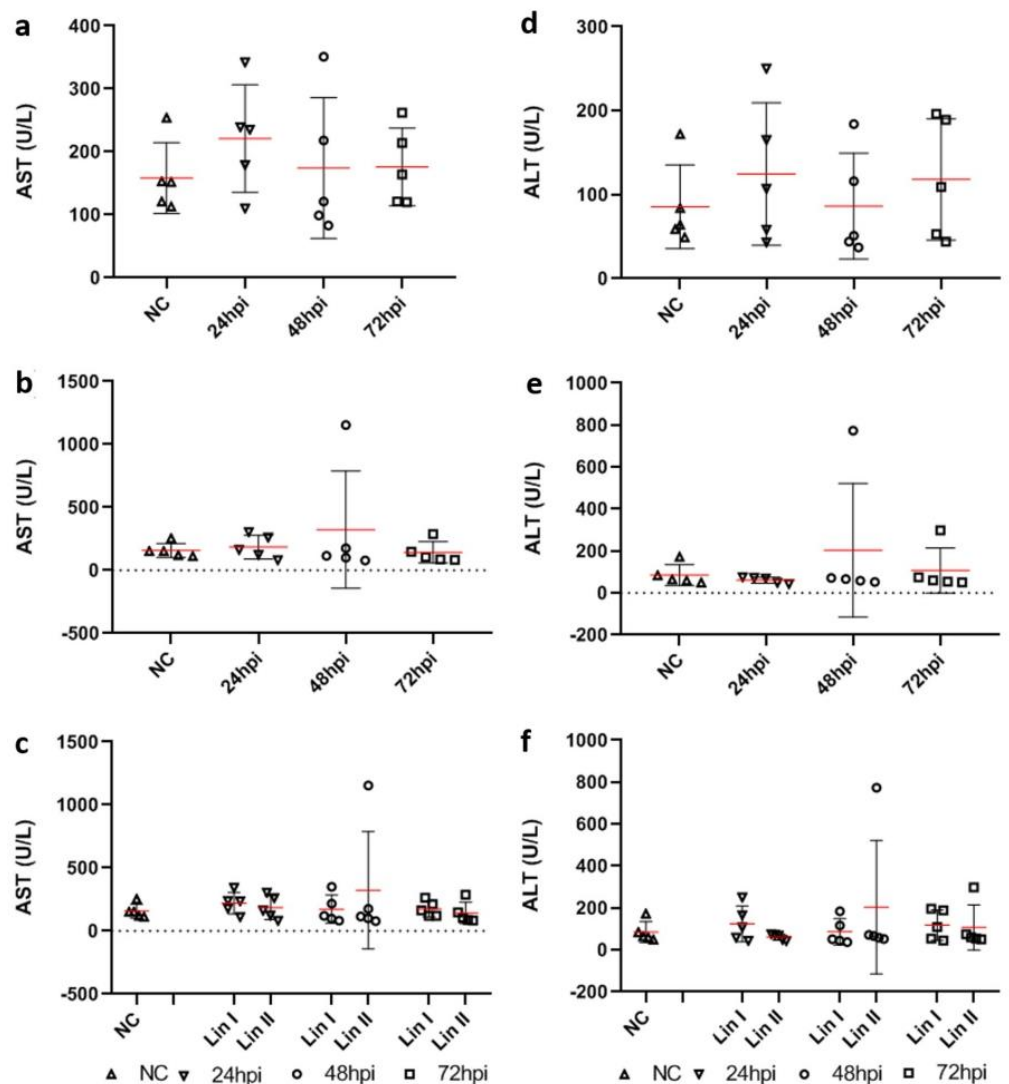 a
AST (U/L)
400
300
200
100
0
NC
24hpi
48hpi
72hpi
d
ALT (U/L)
300
200
100
0
NC
24hpi
48hpi
72hpi
b
AST (U/L)
1500
1000
500
0
-500
NC
24hpi
48hpi
72hpi
e
ALT (U/L)
1000
800
600
400
200
0
-200
NC
24hpi
48hpi
72hpi
c
AST (U/L)
1500
1000
500
0
-500
NC
Lin I
Lin II
Lin I
Lin II
Lin I
Lin II
NC 24hpi 48hpi 72hpi
f
ALT (U/L)
1000
800
600
400
200
0
-200
NC
Lin I
Lin II
Lin I
Lin II
Lin I
Lin II
NC 24hpi 48hpi 72hpi